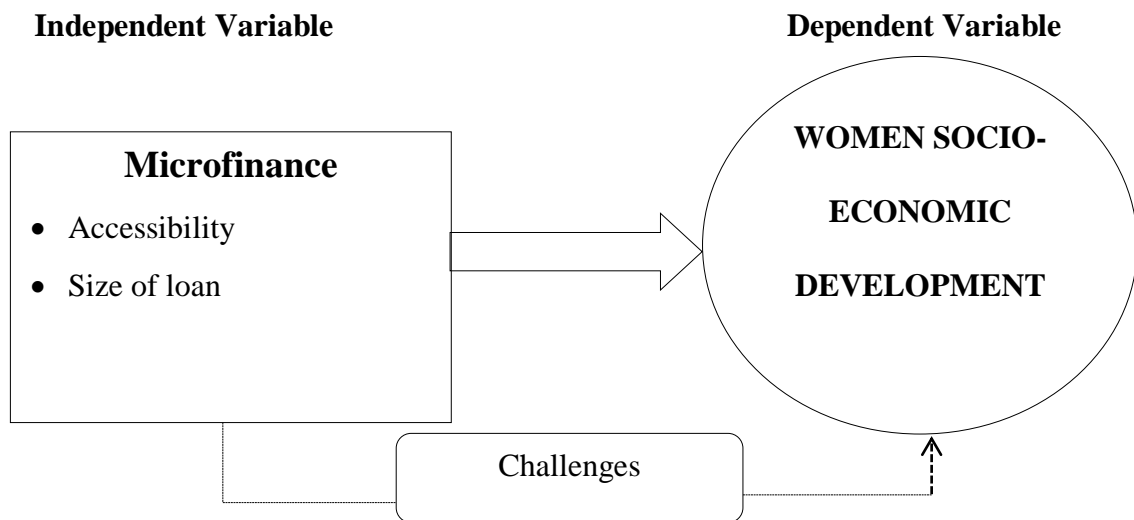 Independent Variable
Dependent Variable
Microfinance
• Accessibility
• Size of loan
WOMEN SOCIO-
ECONOMIC
DEVELOPMENT
Challenges